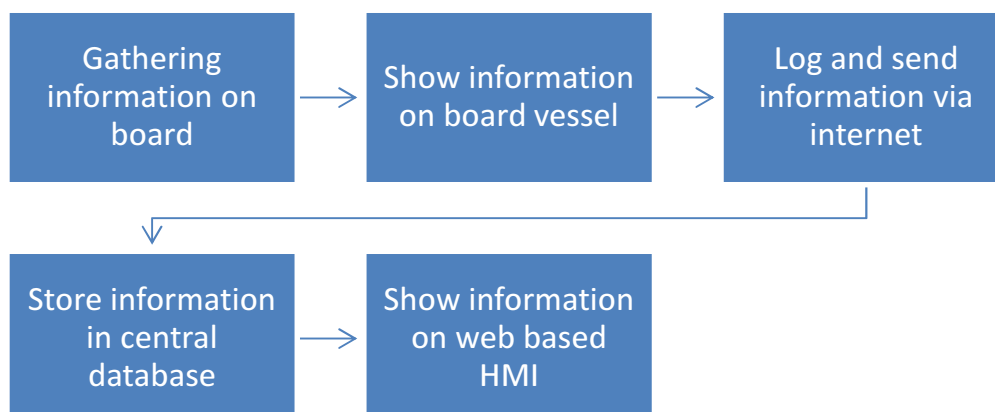 Gathering
information on
board
Show information
on board vessel
Log and send
information via
internet
Store information
in central
database
Show information
on web based
HMI